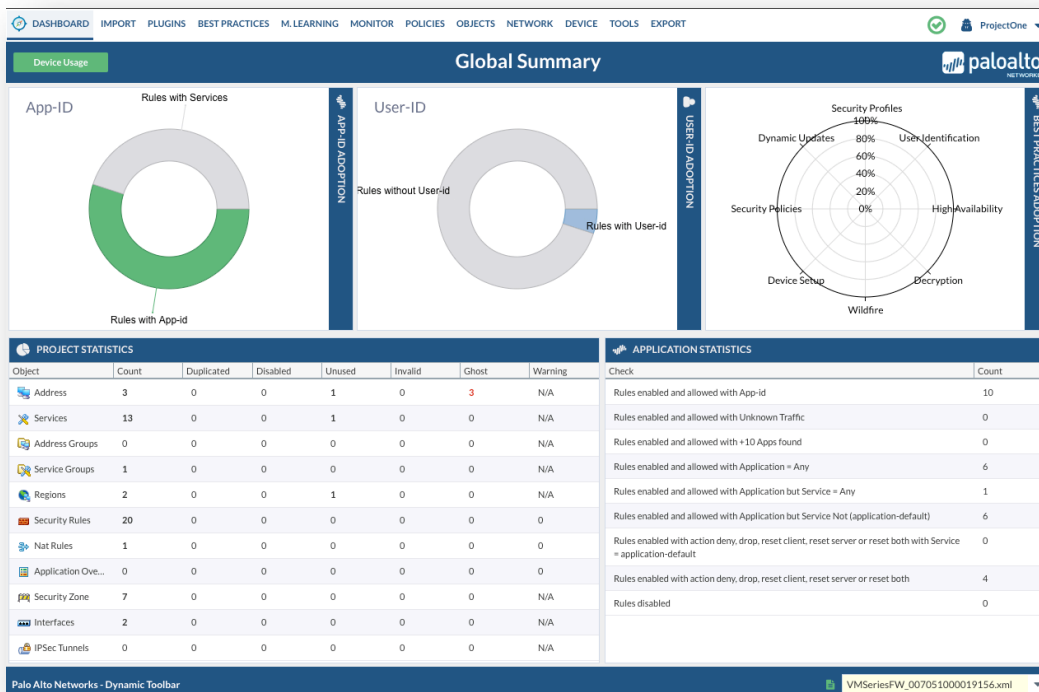 DASHBOARD IMPORT PLUGINS BEST PRACTICES M. LEARNING MONITOR POLICIES OBJECTS NETWORK DEVICE TOOLS EXPORT ProjectOne
Device Usage Global Summary paloalto
NETWORKS
App-ID
Rules with Services
Rules with App-id
APP-ID ADOPTION
User-ID
Rules without User-id
Rules with User-id
USER-ID ADOPTION
Security Profiles
100%
Dynamic Updates 80% User Identification
60%
40%
20%
Security Policies 0% High Availability
Device Setup Decryption
Wildfire
BEST PRACTICES ADOPTION
PROJECT STATISTICS
Object Count Duplicated Disabled Unused Invalid Ghost Warning
Address 3 0 0 1 0 3 N/A
Services 13 0 0 1 0 0 N/A
Address Groups 0 0 0 0 0 0 N/A
Service Groups 1 0 0 0 0 0 N/A
Regions 2 0 0 1 0 0 N/A
Security Rules 20 0 0 0 0 0 0
Nat Rules 1 0 0 0 0 0 0
Application Ove... 0 0 0 0 0 0 0
Security Zone 7 0 0 0 0 0 N/A
Interfaces 2 0 0 0 0 0 N/A
IPSec Tunnels 0 0 0 0 0 0 N/A
APPLICATION STATISTICS
Check Count
Rules enabled and allowed with App-id 10
Rules enabled and allowed with Unknown Traffic 0
Rules enabled and allowed with +10 Apps found 0
Rules enabled and allowed with Application = Any 6
Rules enabled and allowed with Application but Service = Any 1
Rules enabled and allowed with Application but Service Not (application-default) 6
Rules enabled with action deny, drop, reset client, reset server or reset both with Service 0
= application-default
Rules enabled with action deny, drop, reset client, reset server or reset both 4
Rules disabled 0
Palo Alto Networks - Dynamic Toolbar VMSeriesFW_007051000019156.xml